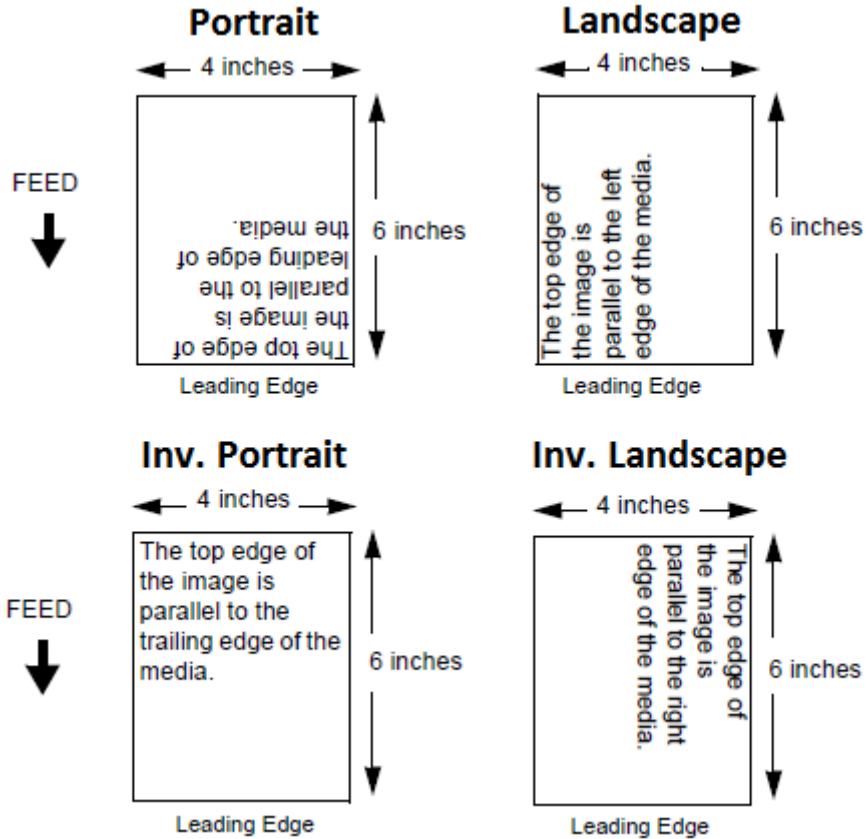 Portrait
4 inches
FEED
6 inches
The top edge of
the image is
parallel to the
leading edge of
the media.
Leading Edge
Landscape
4 inches
6 inches
The top edge of
the image is
parallel to the left
edge of the media.
Leading Edge
Inv. Portrait
4 inches
FEED
The top edge of
the image is
parallel to the
trailing edge of the
media.
6 inches
Leading Edge
Inv. Landscape
4 inches
The top edge of
the image is
parallel to the right
edge of the media.
6 inches
Leading Edge